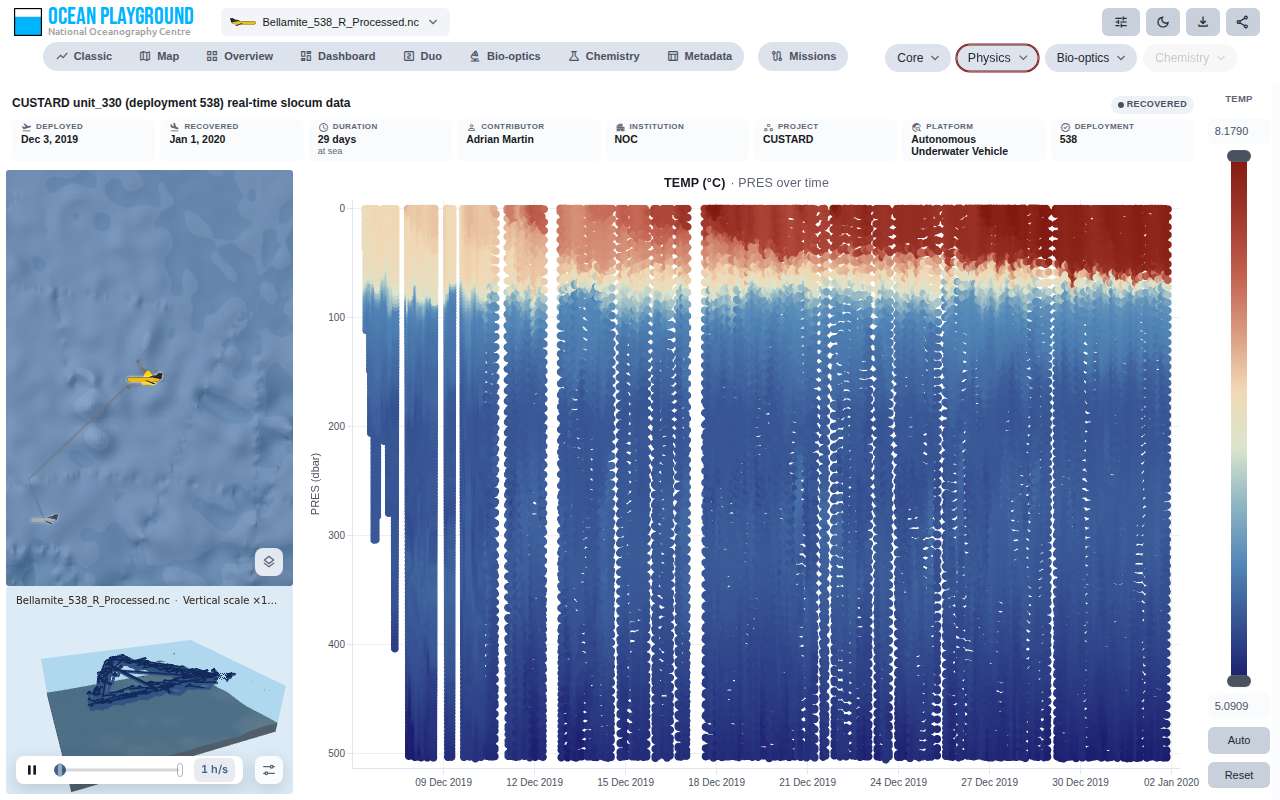 OCEAN PLAYGROUND
National Oceanography Centre
Bellamite_538_R_Processed.nc
Classic Map Overview Dashboard Duo Bio-optics Chemistry Metadata Missions
Core Physics Bio-optics Chemistry
CUSTARD unit_330 (deployment 538) real-time slocum data
RECOVERED
DEPLOYED
Dec 3, 2019
RECOVERED
Jan 1, 2020
DURATION
29 days
at sea
CONTRIBUTOR
Adrian Martin
INSTITUTION
NOC
PROJECT
CUSTARD
PLATFORM
Autonomous
Underwater Vehicle
DEPLOYMENT
538
TEMP
8.1790
5.0909
Auto
Reset
TEMP (°C) · PRES over time
PRES (dbar)
0
100
200
300
400
500
09 Dec 2019 12 Dec 2019 15 Dec 2019 18 Dec 2019 21 Dec 2019 24 Dec 2019 27 Dec 2019 30 Dec 2019 02 Jan 2020
Bellamite_538_R_Processed.nc · Vertical scale ×1...
1 h/s